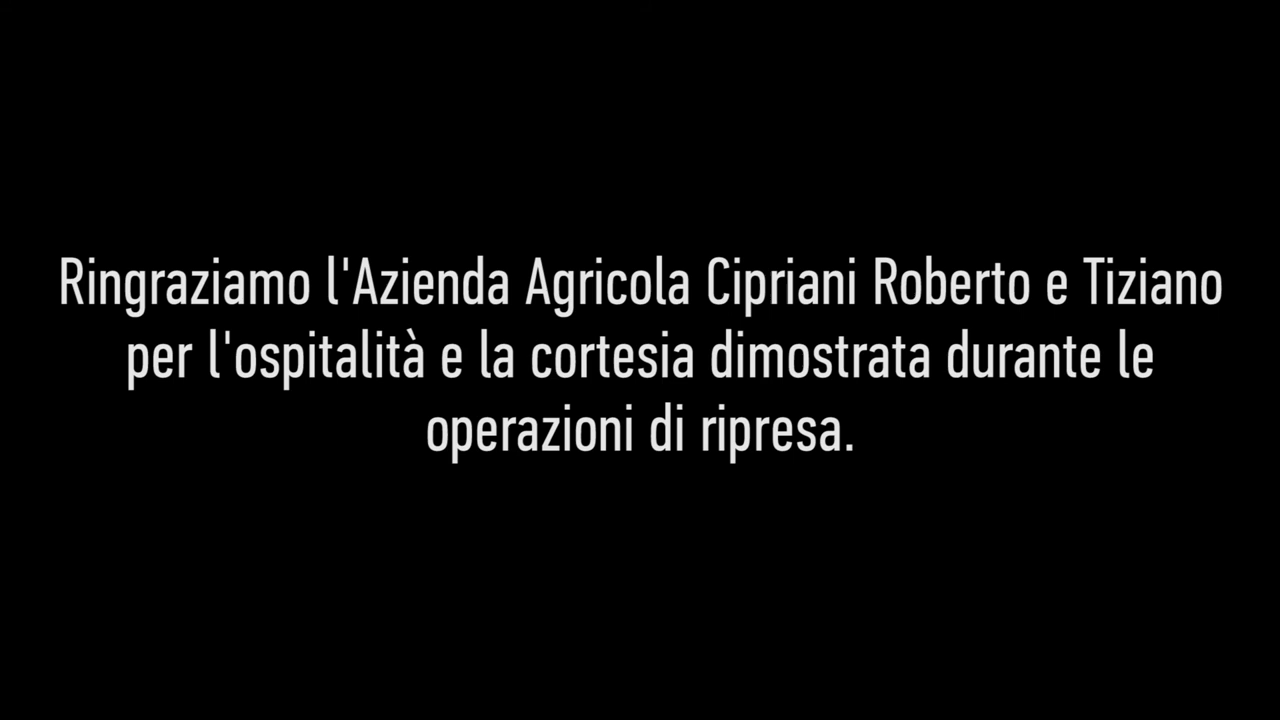 Ringraziamo l'Azienda Agricola Cipriani Roberto e Tiziano
per l'ospitalità e la cortesia dimostrata durante le
operazioni di ripresa.